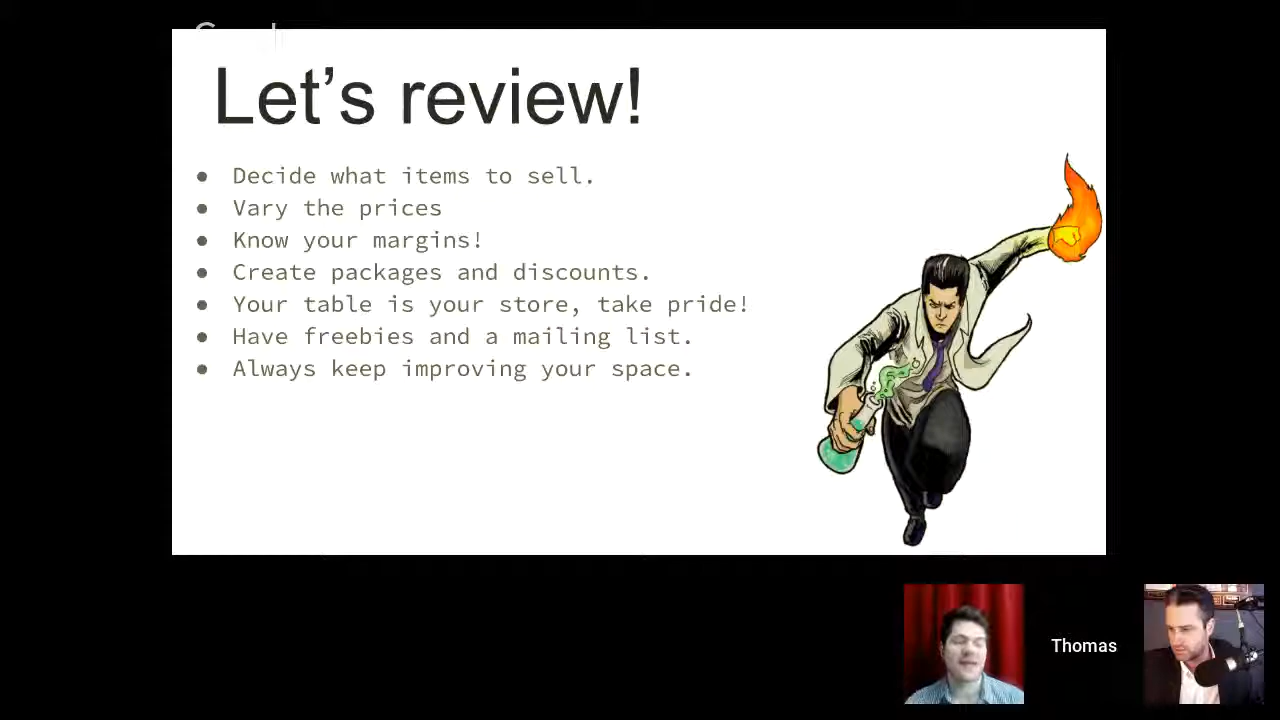 Let's review!
● Decide what items to sell.
● Vary the prices
● Know your margins!
● Create packages and discounts.
● Your table is your store, take pride!
● Have freebies and a mailing list.
● Always keep improving your space.
Thomas